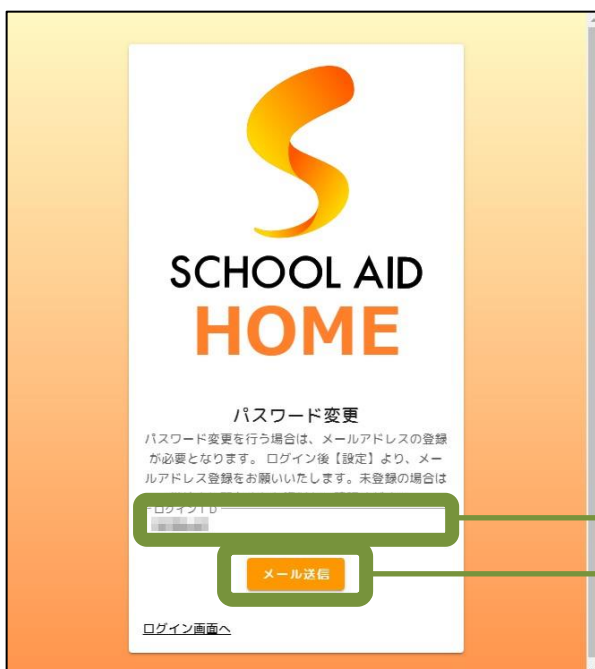 SCHOOL AID
HOME
パスワード変更
パスワード変更を行う場合は、メールアドレスの登録
が必要となります。 ログイン後【設定】より、メー
ルアドレス登録をお願いいたします。未登録の場合は
ログインID
メール送信
ログイン画面へ